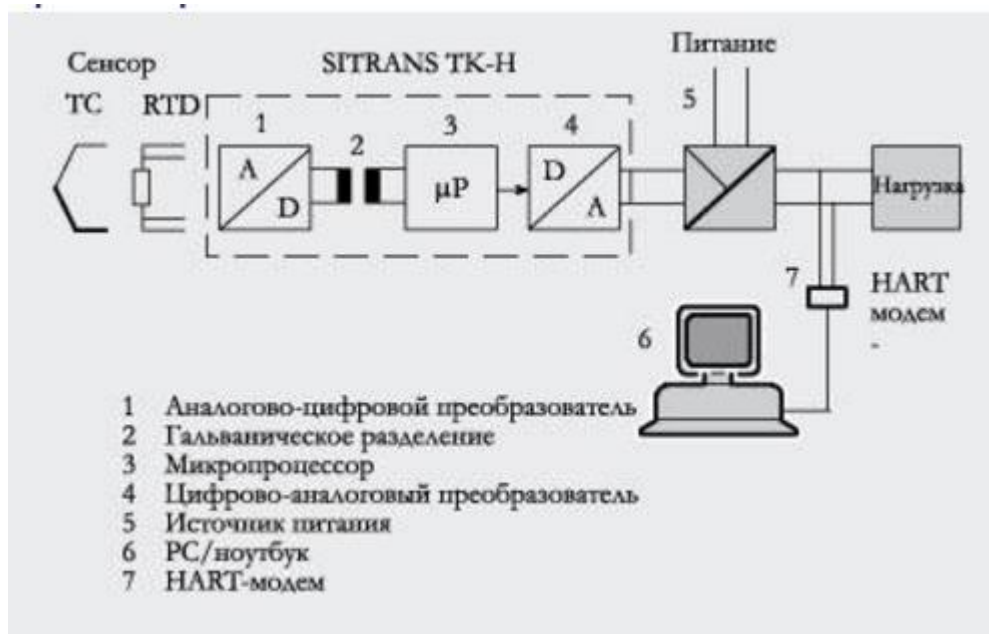 Питание
Сенсор SITRANS TK-H
TC RTD
1 2 3 4 5
A
D
μP
D
A
Нагрузка
7
HART
модем
-
6
1 Аналогово-цифровой преобразователь
2 Гальваническое разделение
3 Микропроцессор
4 Цифрово-аналоговый преобразователь
5 Источник питания
6 PC/ноутбук
7 HART-модем